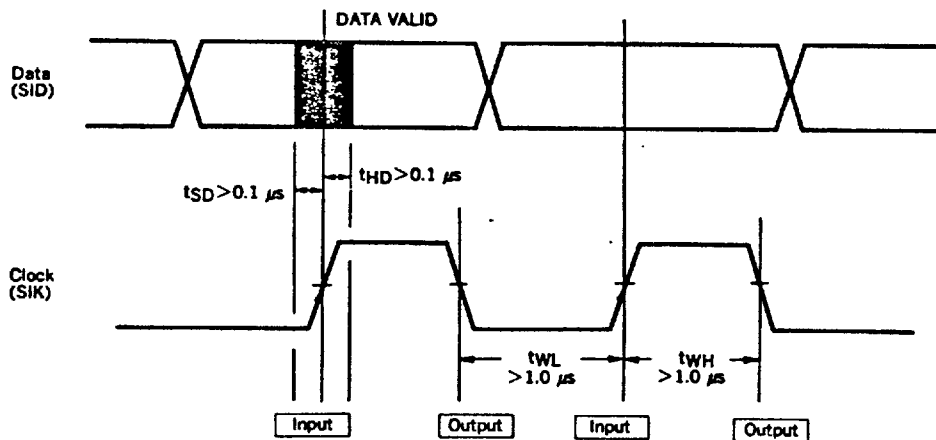 DATA VALID
Data
(SID)
tSD>0.1 µs
tHD>0.1 µs
Clock
(SIK)
tWL
>1.0 µs
tWH
>1.0 µs
Input
Output
Input
Output